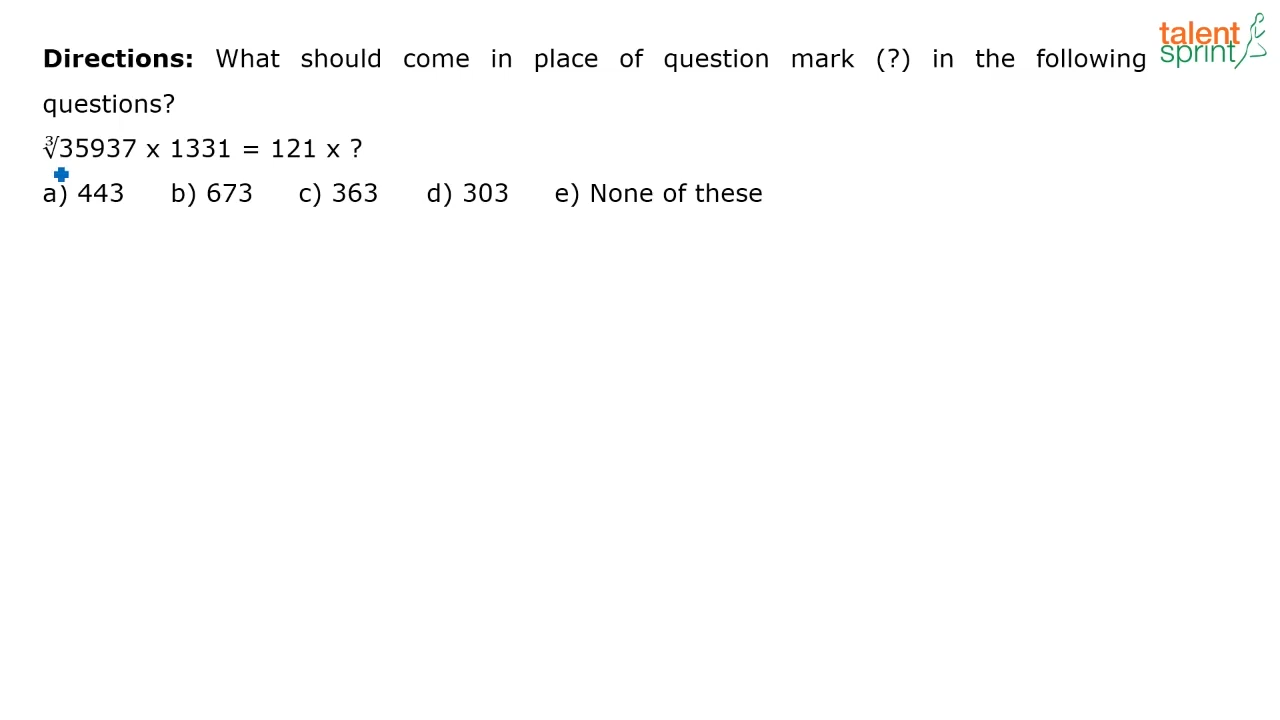 talent
sprint
Directions: What should come in place of question mark (?) in the following
questions?
∛35937 x 1331 = 121 x ?
a) 443 b) 673 c) 363 d) 303 e) None of these